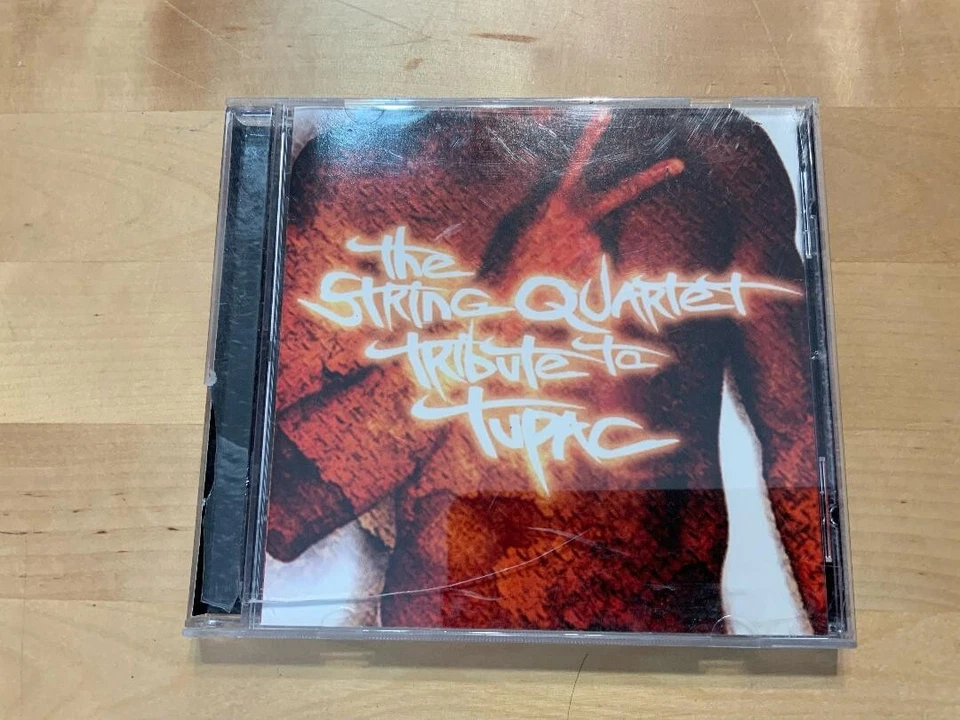 the
String Quartet
tribute to
Tupac